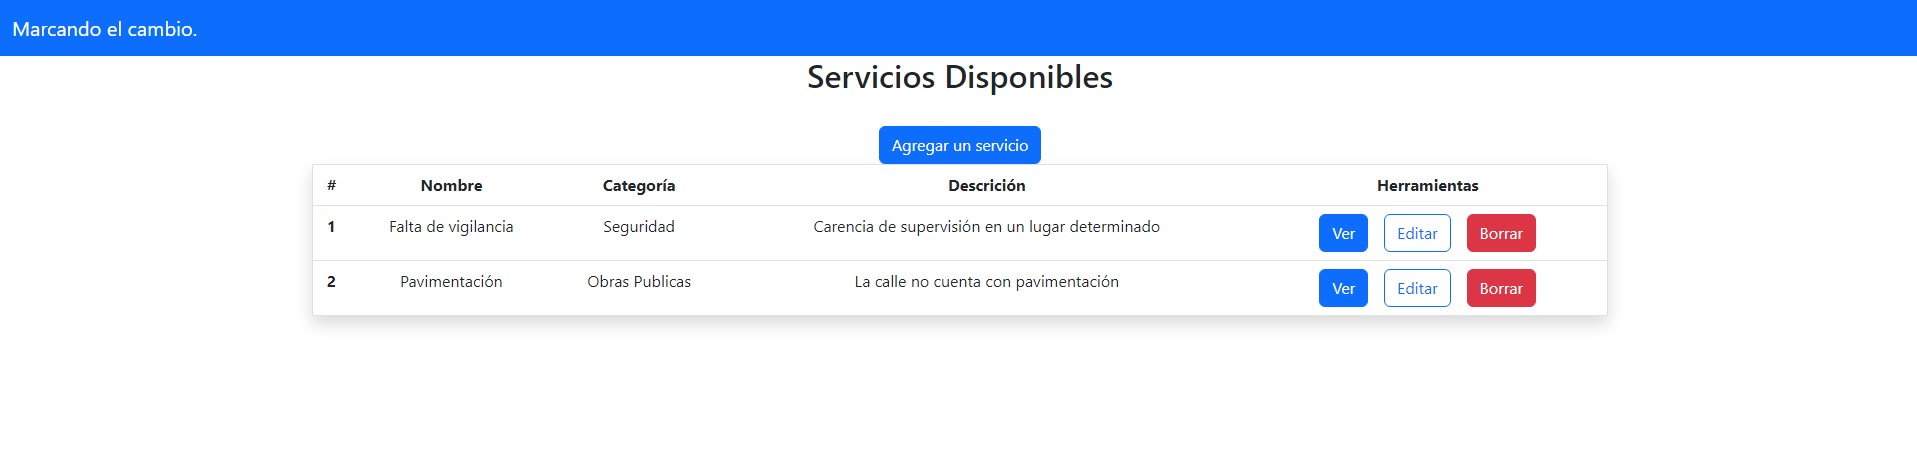 Marcando el cambio.
Servicios Disponibles
Agregar un servicio
# Nombre Categoría Descrición Herramientas
1 Falta de vigilancia Seguridad Carencia de supervisión en un lugar determinado Ver Editar Borrar
2 Pavimentación Obras Publicas La calle no cuenta con pavimentación Ver Editar Borrar